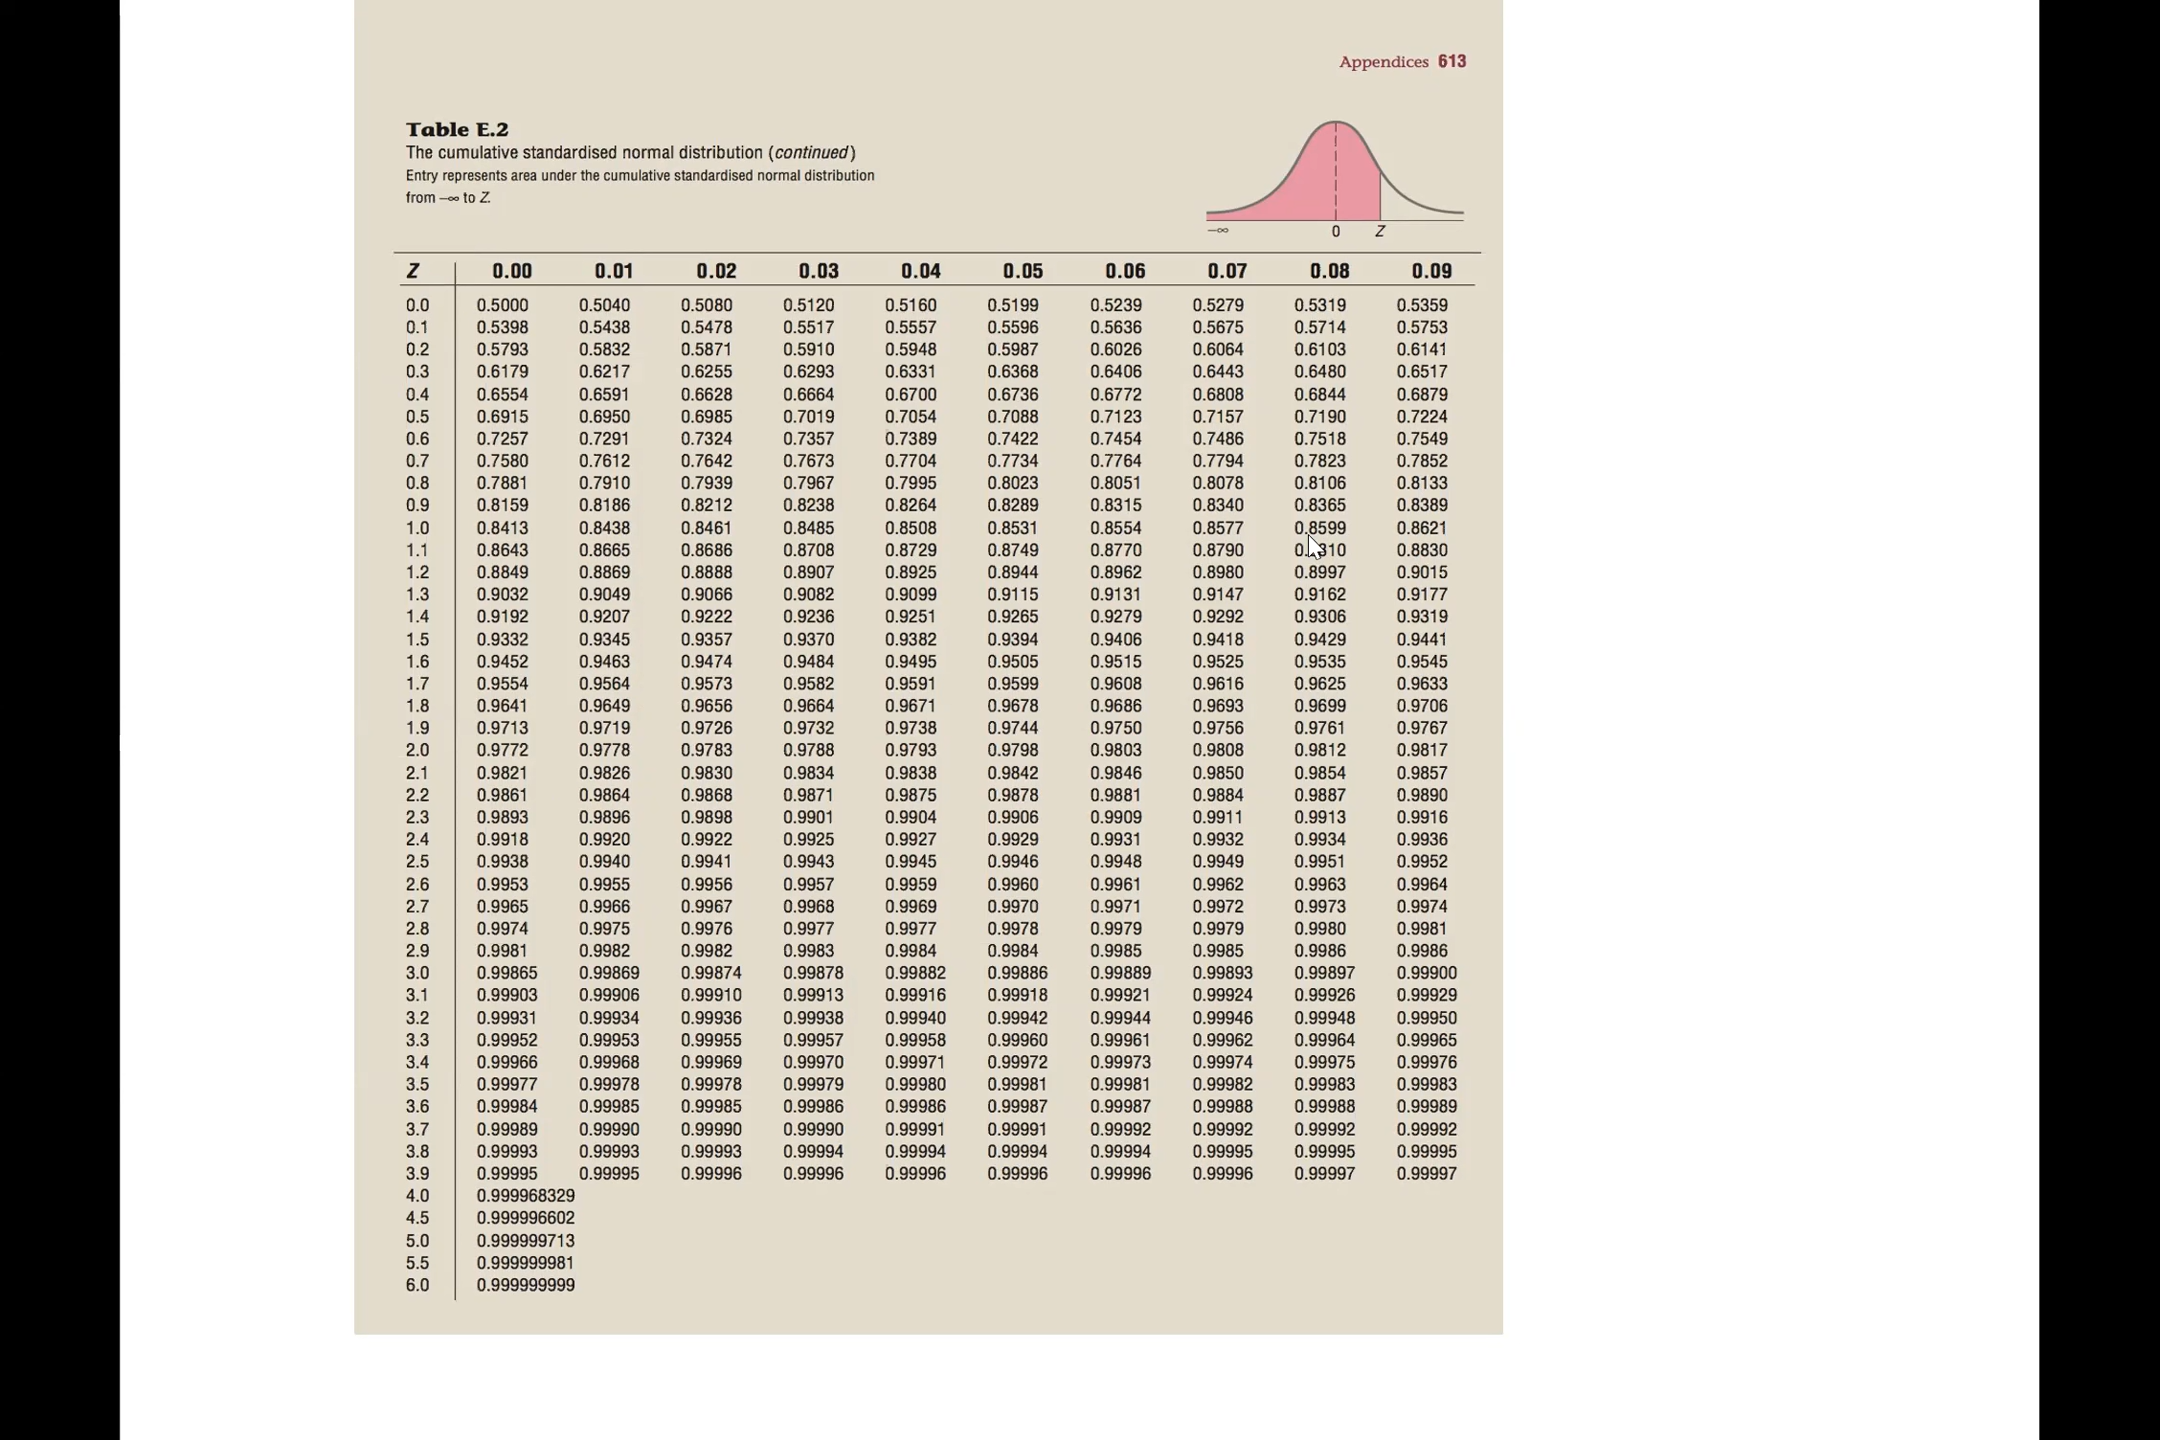 Appendices 613
Table E.2
The cumulative standardised normal distribution (continued)
Entry represents area under the cumulative standardised normal distribution
from –∞ to Z.
–∞ 0 Z
Z 0.00 0.01 0.02 0.03 0.04 0.05 0.06 0.07 0.08 0.09
0.0 0.5000 0.5040 0.5080 0.5120 0.5160 0.5199 0.5239 0.5279 0.5319 0.5359
0.1 0.5398 0.5438 0.5478 0.5517 0.5557 0.5596 0.5636 0.5675 0.5714 0.5753
0.2 0.5793 0.5832 0.5871 0.5910 0.5948 0.5987 0.6026 0.6064 0.6103 0.6141
0.3 0.6179 0.6217 0.6255 0.6293 0.6331 0.6368 0.6406 0.6443 0.6480 0.6517
0.4 0.6554 0.6591 0.6628 0.6664 0.6700 0.6736 0.6772 0.6808 0.6844 0.6879
0.5 0.6915 0.6950 0.6985 0.7019 0.7054 0.7088 0.7123 0.7157 0.7190 0.7224
0.6 0.7257 0.7291 0.7324 0.7357 0.7389 0.7422 0.7454 0.7486 0.7518 0.7549
0.7 0.7580 0.7612 0.7642 0.7673 0.7704 0.7734 0.7764 0.7794 0.7823 0.7852
0.8 0.7881 0.7910 0.7939 0.7967 0.7995 0.8023 0.8051 0.8078 0.8106 0.8133
0.9 0.8159 0.8186 0.8212 0.8238 0.8264 0.8289 0.8315 0.8340 0.8365 0.8389
1.0 0.8413 0.8438 0.8461 0.8485 0.8508 0.8531 0.8554 0.8577 0.8599 0.8621
1.1 0.8643 0.8665 0.8686 0.8708 0.8729 0.8749 0.8770 0.8790 0.8830
1.2 0.8849 0.8869 0.8888 0.8907 0.8925 0.8944 0.8962 0.8980 0.8997 0.9015
1.3 0.9032 0.9049 0.9066 0.9082 0.9099 0.9115 0.9131 0.9147 0.9162 0.9177
1.4 0.9192 0.9207 0.9222 0.9236 0.9251 0.9265 0.9279 0.9292 0.9306 0.9319
1.5 0.9332 0.9345 0.9357 0.9370 0.9382 0.9394 0.9406 0.9418 0.9429 0.9441
1.6 0.9452 0.9463 0.9474 0.9484 0.9495 0.9505 0.9515 0.9525 0.9535 0.9545
1.7 0.9554 0.9564 0.9573 0.9582 0.9591 0.9599 0.9608 0.9616 0.9625 0.9633
1.8 0.9641 0.9649 0.9656 0.9664 0.9671 0.9678 0.9686 0.9693 0.9699 0.9706
1.9 0.9713 0.9719 0.9726 0.9732 0.9738 0.9744 0.9750 0.9756 0.9761 0.9767
2.0 0.9772 0.9778 0.9783 0.9788 0.9793 0.9798 0.9803 0.9808 0.9812 0.9817
2.1 0.9821 0.9826 0.9830 0.9834 0.9838 0.9842 0.9846 0.9850 0.9854 0.9857
2.2 0.9861 0.9864 0.9868 0.9871 0.9875 0.9878 0.9881 0.9884 0.9887 0.9890
2.3 0.9893 0.9896 0.9898 0.9901 0.9904 0.9906 0.9909 0.9911 0.9913 0.9916
2.4 0.9918 0.9920 0.9922 0.9925 0.9927 0.9929 0.9931 0.9932 0.9934 0.9936
2.5 0.9938 0.9940 0.9941 0.9943 0.9945 0.9946 0.9948 0.9949 0.9951 0.9952
2.6 0.9953 0.9955 0.9956 0.9957 0.9959 0.9960 0.9961 0.9962 0.9963 0.9964
2.7 0.9965 0.9966 0.9967 0.9968 0.9969 0.9970 0.9971 0.9972 0.9973 0.9974
2.8 0.9974 0.9975 0.9976 0.9977 0.9977 0.9978 0.9979 0.9979 0.9980 0.9981
2.9 0.9981 0.9982 0.9982 0.9983 0.9984 0.9984 0.9985 0.9985 0.9986 0.9986
3.0 0.99865 0.99869 0.99874 0.99878 0.99882 0.99886 0.99889 0.99893 0.99897 0.99900
3.1 0.99903 0.99906 0.99910 0.99913 0.99916 0.99918 0.99921 0.99924 0.99926 0.99929
3.2 0.99931 0.99934 0.99936 0.99938 0.99940 0.99942 0.99944 0.99946 0.99948 0.99950
3.3 0.99952 0.99953 0.99955 0.99957 0.99958 0.99960 0.99961 0.99962 0.99964 0.99965
3.4 0.99966 0.99968 0.99969 0.99970 0.99971 0.99972 0.99973 0.99974 0.99975 0.99976
3.5 0.99977 0.99978 0.99978 0.99979 0.99980 0.99981 0.99981 0.99982 0.99983 0.99983
3.6 0.99984 0.99985 0.99985 0.99986 0.99986 0.99987 0.99987 0.99988 0.99988 0.99989
3.7 0.99989 0.99990 0.99990 0.99990 0.99991 0.99991 0.99992 0.99992 0.99992 0.99992
3.8 0.99993 0.99993 0.99993 0.99994 0.99994 0.99994 0.99994 0.99995 0.99995 0.99995
3.9 0.99995 0.99995 0.99996 0.99996 0.99996 0.99996 0.99996 0.99996 0.99997 0.99997
4.0 0.999968329
4.5 0.999996602
5.0 0.999999713
5.5 0.999999981
6.0 0.999999999